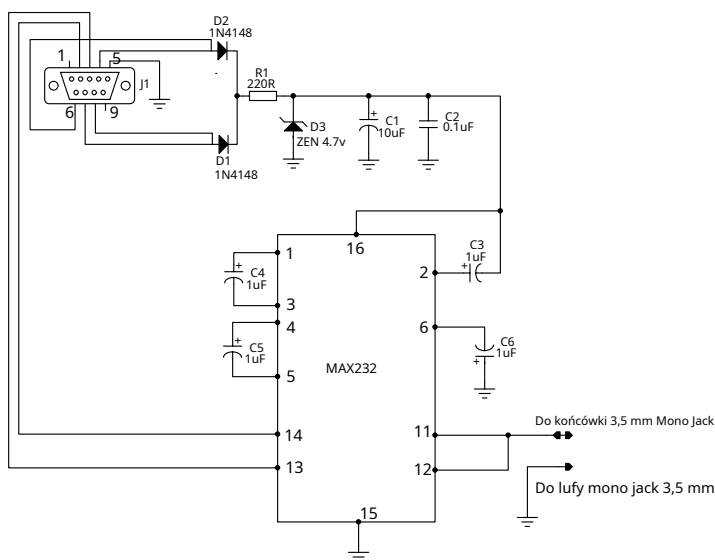 D2
1N4148
1
5
J1
6
9
R1
220R
D3
ZEN 4.7v
C1
10uF
C2
0.1uF
D1
1N4148
16
1
2
C3
1uF
+
C4
1uF
+
3
4
6
C5
1uF
+
C6
1uF
+
5
MAX232
14
13
11
12
15
+
Do końcówki 3,5 mm Mono Jack
Do lufy mono jack 3,5 mm